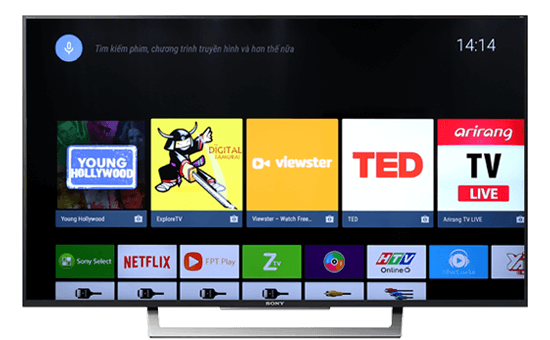 Tìm kiếm phim, chương trình truyền hình và hơn thế nữa
14:14
YOUNG
HOLLYWOOD
DIGITAL
SAMURAI
viewster
TED
arirang
TV
LIVE
Young Hollywood
ExploreTV
Viewster – Watch Free...
TED
Arirang TV LIVE
Sony Select
NETFLIX
FPT Play
Z TV
HTV
Online
SONY